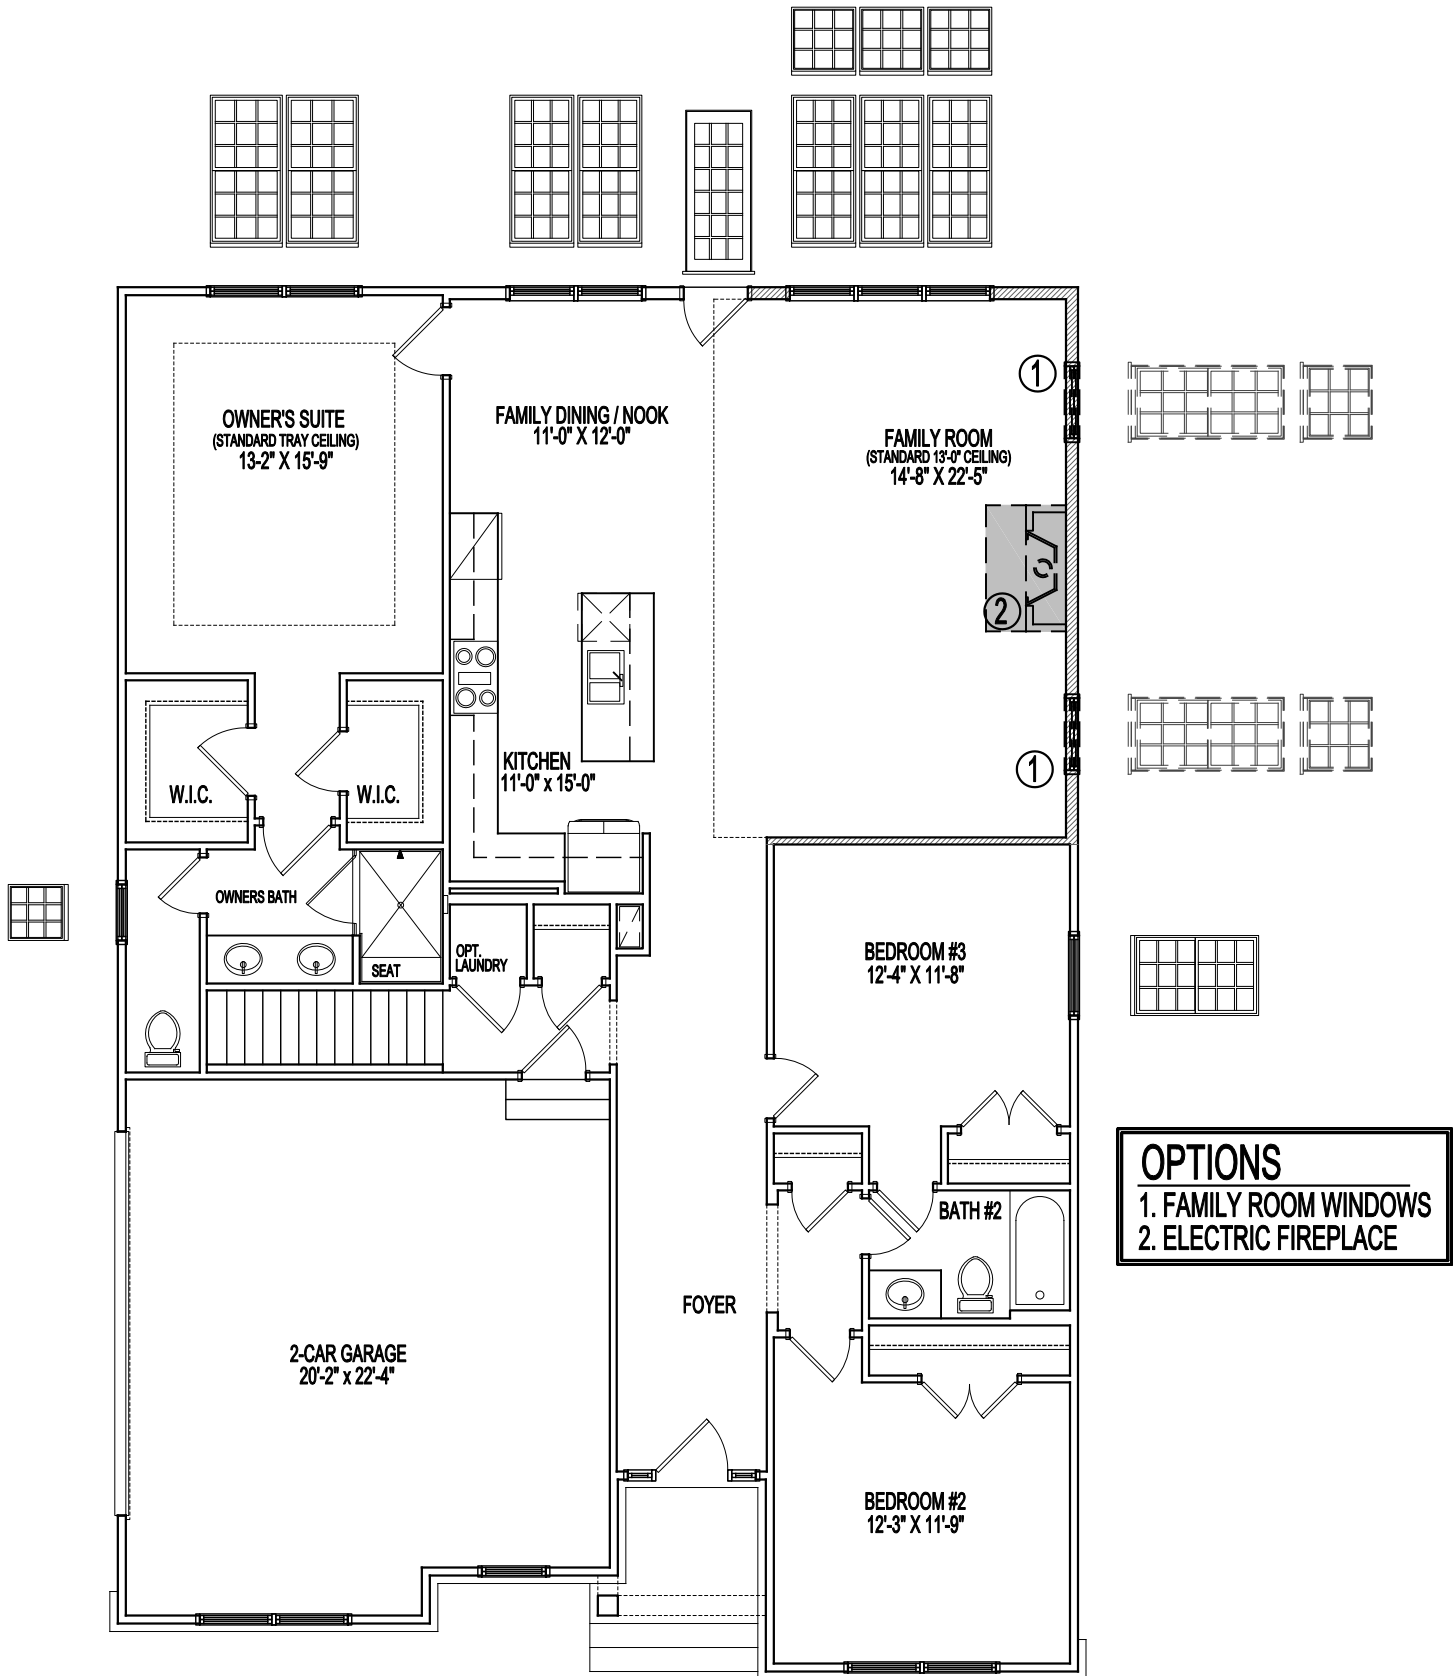 OWNER'S SUITE
(STANDARD TRAY CEILING)
13-2" X 15'-9"
FAMILY DINING / NOOK
11'-0" X 12'-0"
1
FAMILY ROOM
(STANDARD 13'-0" CEILING)
14'-8" X 22'-5"
2
KITCHEN
11'-0" x 15'-0"
1
W.I.C.
W.I.C.
OWNERS BATH
SEAT
OPT.
LAUNDRY
BEDROOM #3
12'-4" X 11'-8"
OPTIONS
1. FAMILY ROOM WINDOWS
2. ELECTRIC FIREPLACE
BATH #2
FOYER
2-CAR GARAGE
20'-2" x 22'-4"
BEDROOM #2
12'-3" X 11'-9"